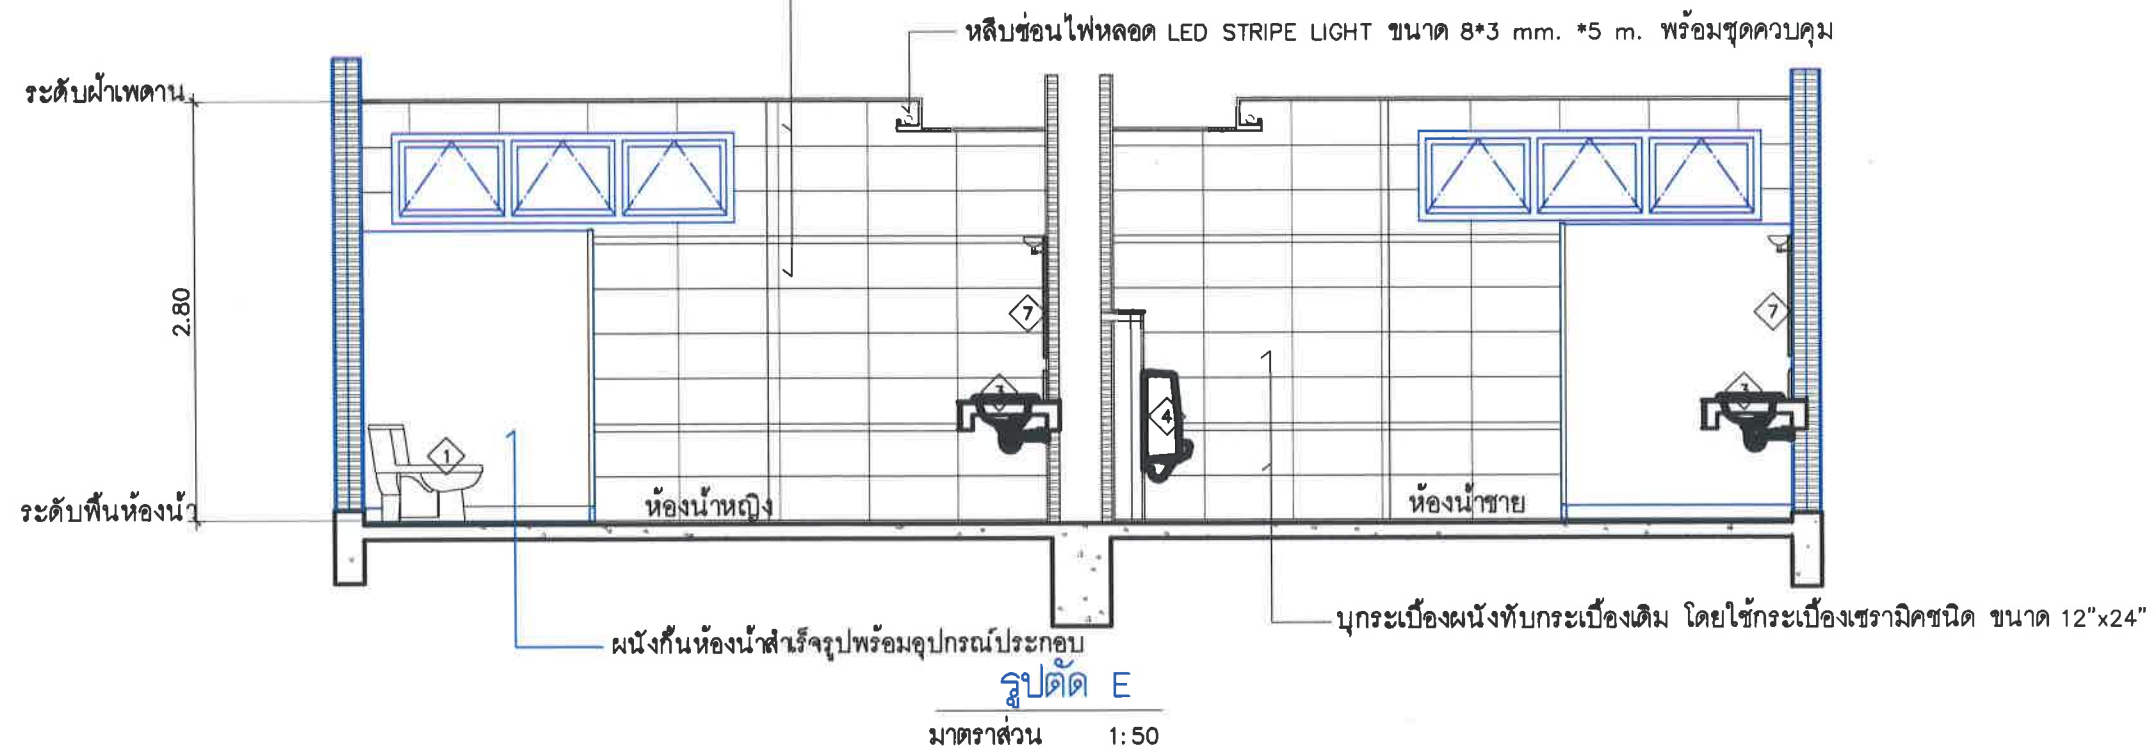 หลืบซ่อนไฟหลอด LED STRIPE LIGHT ขนาด 8*3 mm. *5 m. พร้อมชุดควบคุม
ระดับฝ้าเพดาน
2.80
7
7
3
3
4
1
ระดับพื้นห้องน้ำ
ห้องน้ำหญิง
ห้องน้ำชาย
บุกระเบื้องผนังทับกระเบื้องเดิม โดยใช้กระเบื้องเซรามิคชนิด ขนาด 12"x24"
ผนังกั้นห้องน้ำสำเร็จรูปพร้อมอุปกรณ์ประกอบ
รูปตัด E
มาตราส่วน 1:50